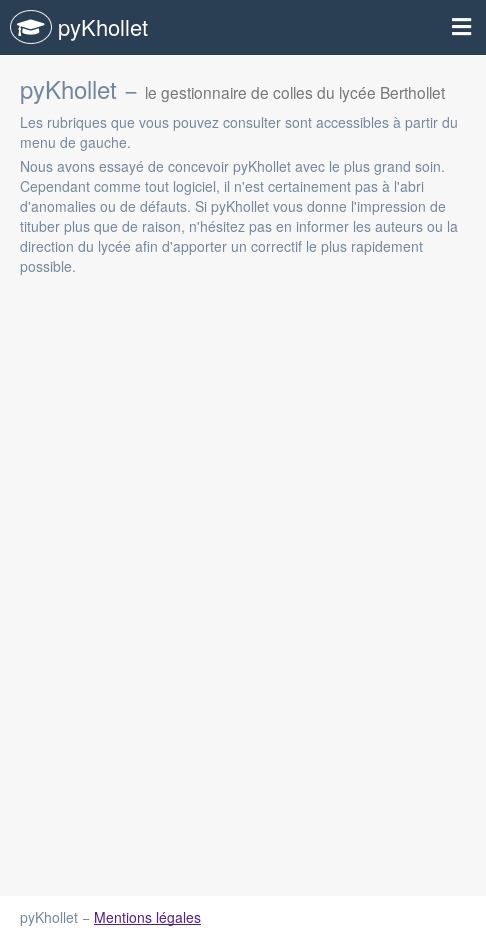 pyKhollet
pyKhollet – le gestionnaire de colles du lycée Berthollet
Les rubriques que vous pouvez consulter sont accessibles à partir du
menu de gauche.
Nous avons essayé de concevoir pyKhollet avec le plus grand soin.
Cependant comme tout logiciel, il n'est certainement pas à l'abri
d'anomalies ou de défauts. Si pyKhollet vous donne l'impression de
tituber plus que de raison, n'hésitez pas en informer les auteurs ou la
direction du lycée afin d'apporter un correctif le plus rapidement
possible.
pyKhollet – Mentions légales